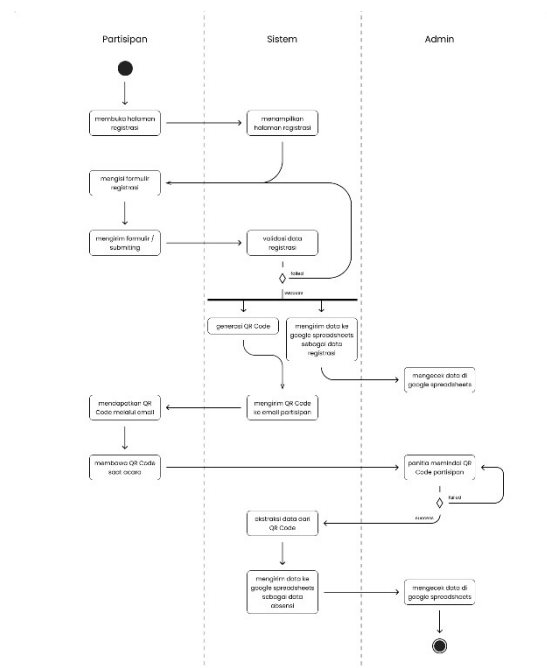 Partisipan
Sistem
Admin
membuka halaman
registrasi
menampilkan
halaman registrasi
mengisi formulir
registrasi
mengirim formulir /
submiting
validasi data
registrasi
failed
success
generasi QR Code
mengirim data ke
google spreadsheets
sebagai data
registrasi
mengecek data di
google spreadsheets
mendapatkan QR
Code melalui email
mengirim QR Code
ke email partisipan
membawa QR Code
saat acara
panitia memindai QR
Code partisipan
failed
success
ekstraksi data dari
QR Code
mengirim data ke
google spreadsheets
sebagai data
absensi
mengecek data di
google spreadsheets